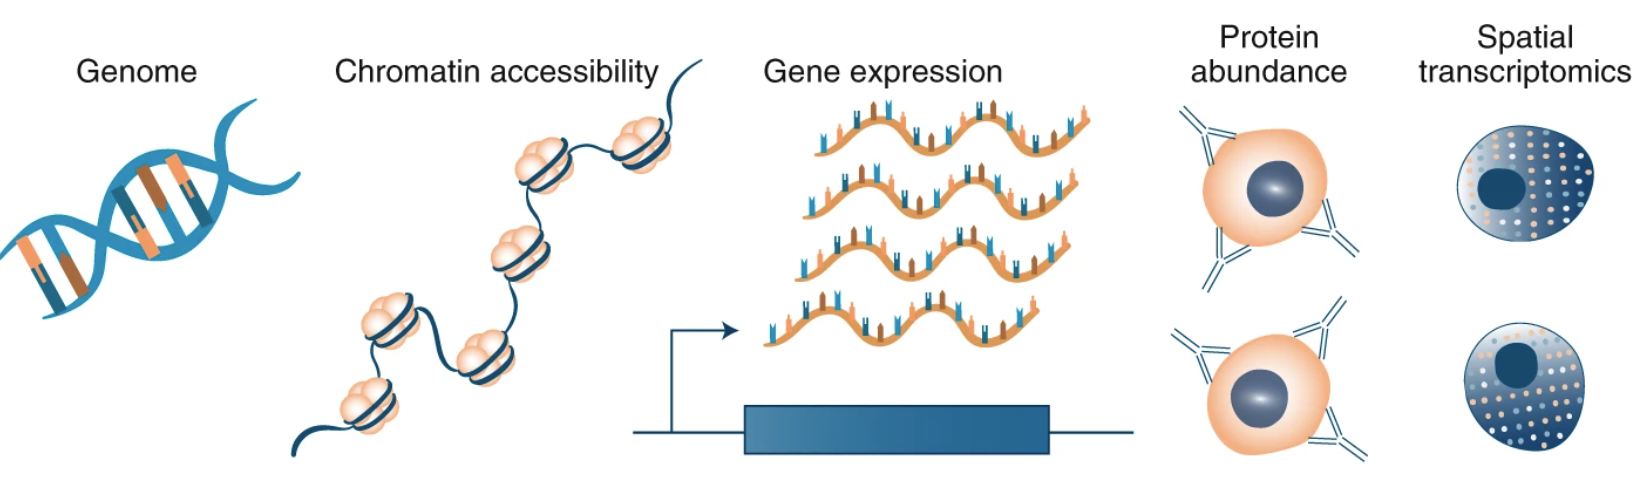 Genome
Chromatin accessibility
Gene expression
Protein
abundance
Spatial
transcriptomics